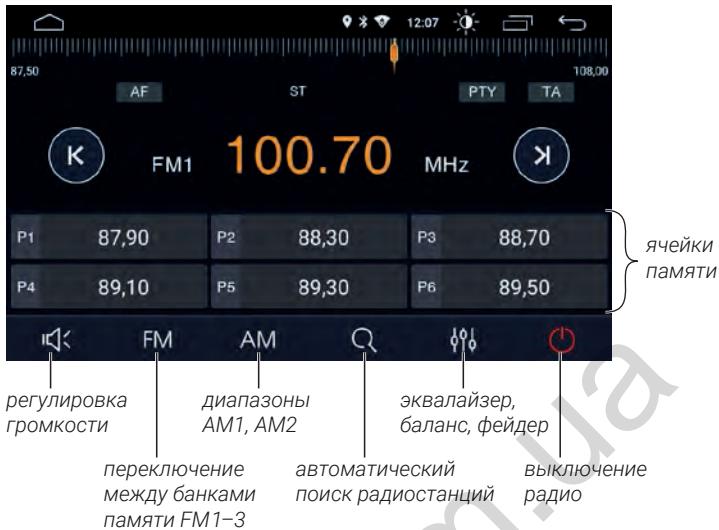 12:07
87,50
108,00
AF
ST
PTY
TA
FM1 100.70 MHz
P1 87,90 P2 88,30 P3 88,70
P4 89,10 P5 89,30 P6 89,50
ячейки
памяти
FM AM
регулировка
громкости
диапазоны
AM1, AM2
эквалайзер,
баланс, фейдер
переключение
между банками
памяти FM1–3
автоматический
поиск радиостанций
выключение
радио